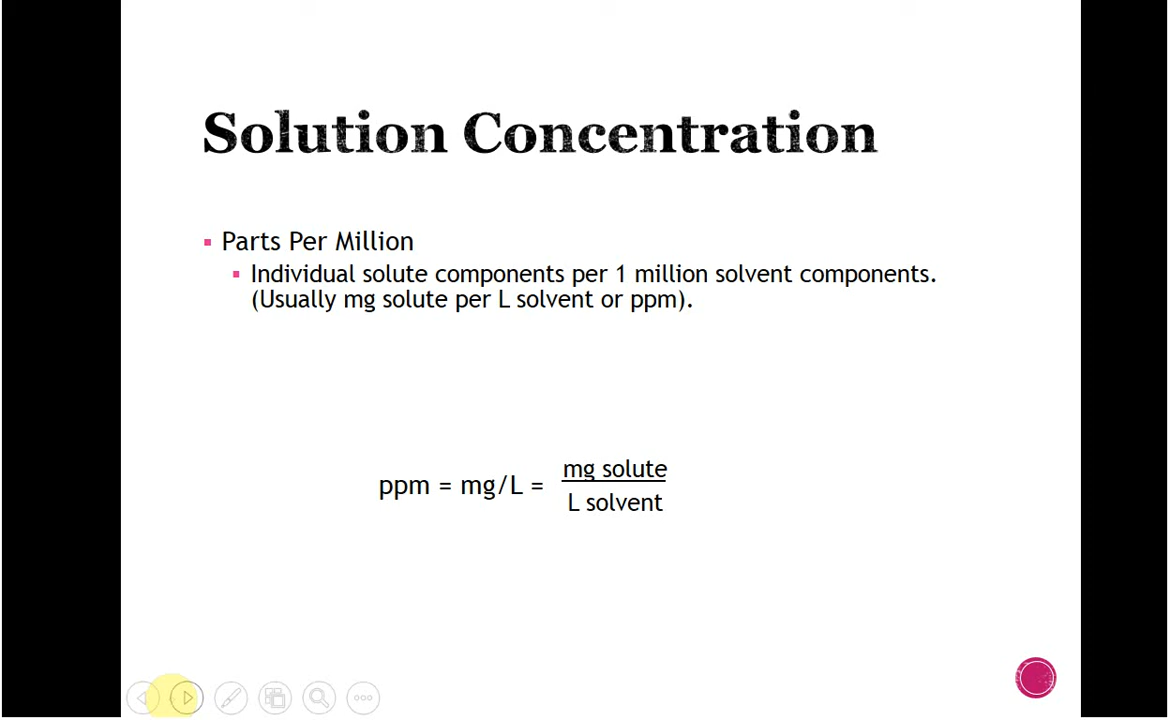 Solution Concentration
Parts Per Million
Individual solute components per 1 million solvent components.
(Usually mg solute per L solvent or ppm).
ppm = mg/L = mg solute
L solvent